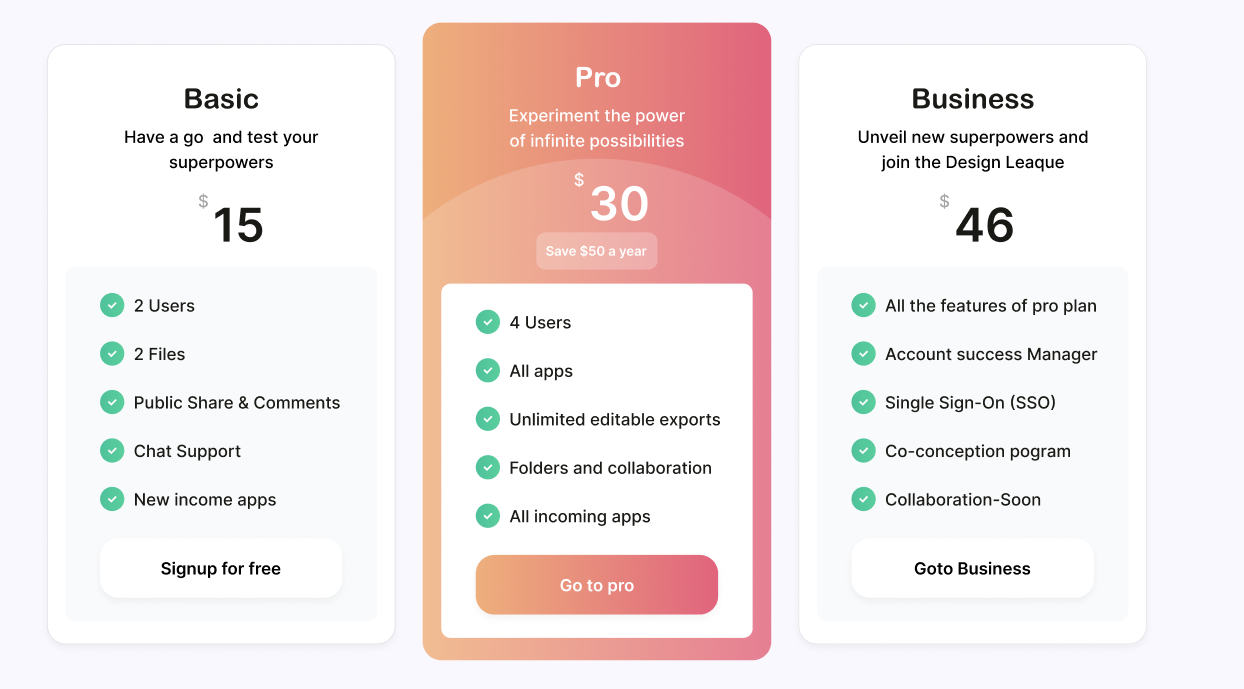 Basic
Have a go  and test your
superpowers
$
15
2 Users
2 Files
Public Share & Comments
Chat Support
New income apps
Signup for free
Pro
Experiment the power
of infinite possibilities
$
30
Save $50 a year
4 Users
All apps
Unlimited editable exports
Folders and collaboration
All incoming apps
Go to pro
Business
Unveil new superpowers and
join the Design Leaque
$
46
All the features of pro plan
Account success Manager
Single Sign-On (SSO)
Co-conception pogram
Collaboration-Soon
Goto Business